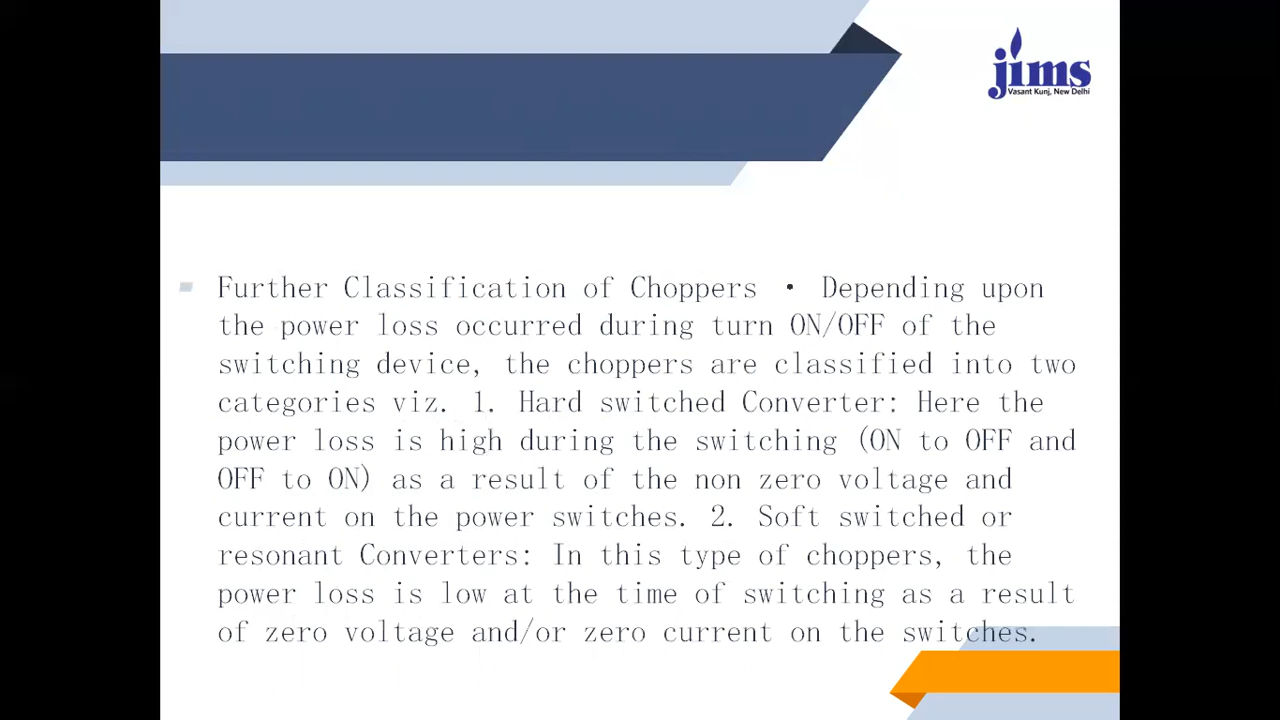 jims
Vasant Kunj, New Delhi
Further Classification of Choppers • Depending upon
the power loss occurred during turn ON/OFF of the
switching device, the choppers are classified into two
categories viz. 1. Hard switched Converter: Here the
power loss is high during the switching (ON to OFF and
OFF to ON) as a result of the non zero voltage and
current on the power switches. 2. Soft switched or
resonant Converters: In this type of choppers, the
power loss is low at the time of switching as a result
of zero voltage and/or zero current on the switches.